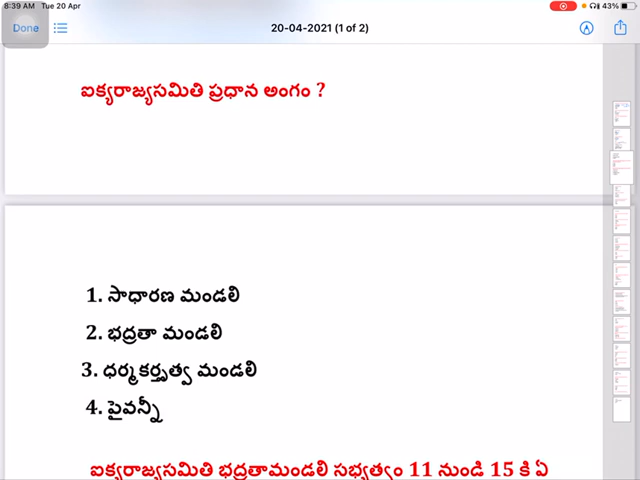 8:39 AM Tue 20 Apr
43%
Done
20-04-2021 (1 of 2)
ఐక్యరాజ్యసమితి ప్రధాన అంగం ?
1. సాధారణ మండలి
2. భద్రతా మండలి
3. ధర్మకర్తృత్వ మండలి
4. పైవన్నీ
ఐక్యరాజ్యసమితి భద్రతామండలి సభ్యత్వం 11 నుండి 15 కి ఏ